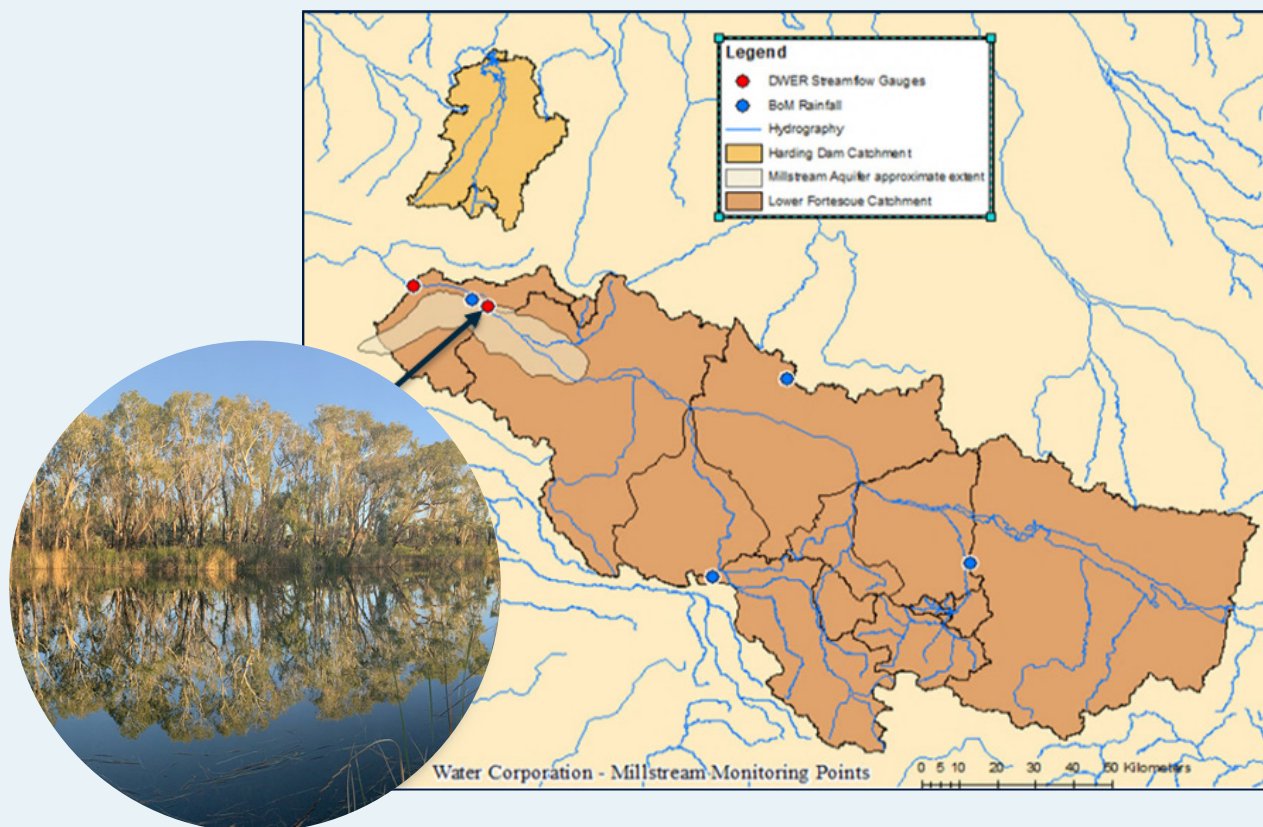 Legend
DWER Streamflow Gauges
BoM Rainfall
Hydrography
Harding Dam Catchment
Millstream Aquifer approximate extent
Lower Fortescue Catchment
Water Corporation - Millstream Monitoring Points
0 5 10 20 30 40 50 Kilometers